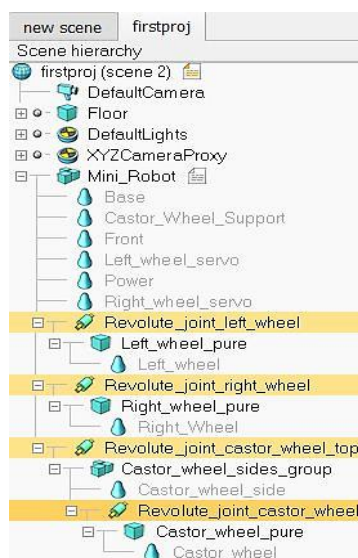 new scene
firstproj
Scene hierarchy
firstproj (scene 2)
DefaultCamera
Floor
DefaultLights
XYZCameraProxy
Mini_Robot
Base
Castor_Wheel_Support
Front
Left_wheel_servo
Power
Right_wheel_servo
Revolute_joint_left_wheel
Left_wheel_pure
Left_wheel
Revolute_joint_right_wheel
Right_wheel_pure
Right_Wheel
Revolute_joint_castor_wheel_top
Castor_wheel_sides_group
Castor_wheel_side
Revolute_joint_castor_wheel
Castor_wheel_pure
Castor_wheel